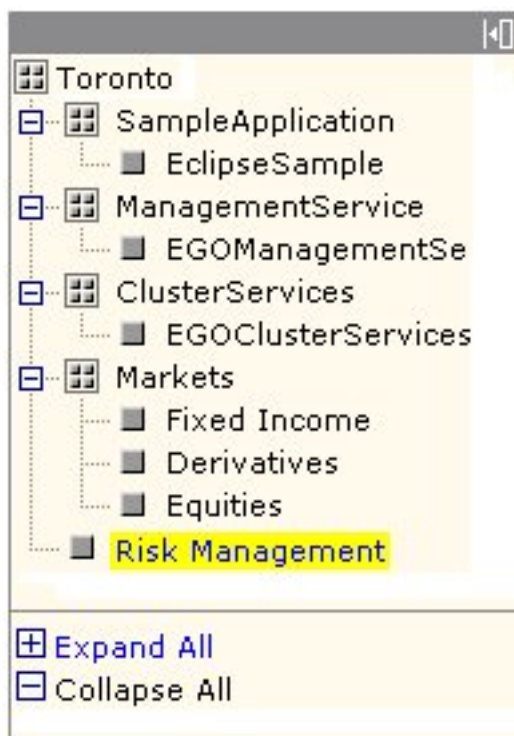 Toronto
SampleApplication
EclipseSample
ManagementService
EGOManagementSe
ClusterServices
EGOClusterServices
Markets
Fixed Income
Derivatives
Equities
Risk Management
Expand All
Collapse All